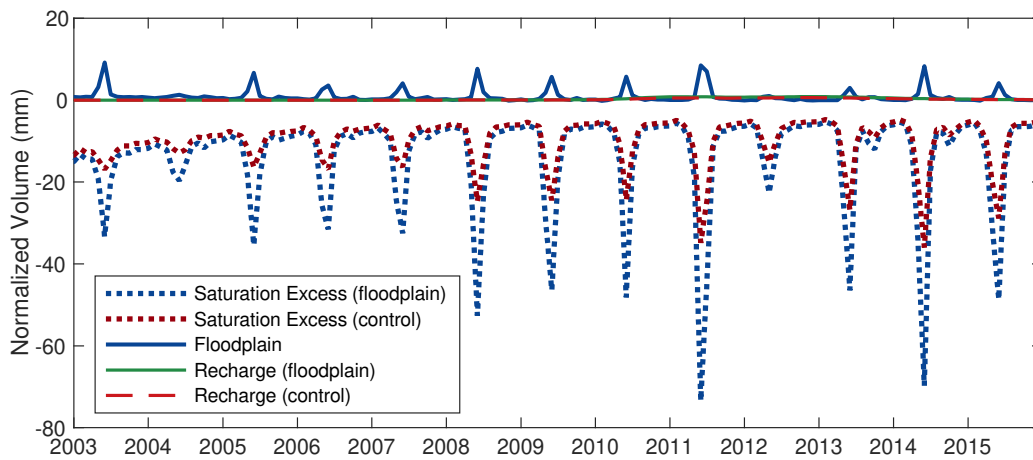 20
0
-20
-40
-60
-80
Normalized Volume (mm)
Saturation Excess (floodplain)
Saturation Excess (control)
Floodplain
Recharge (floodplain)
Recharge (control)
2003 2004 2005 2006 2007 2008 2009 2010 2011 2012 2013 2014 2015